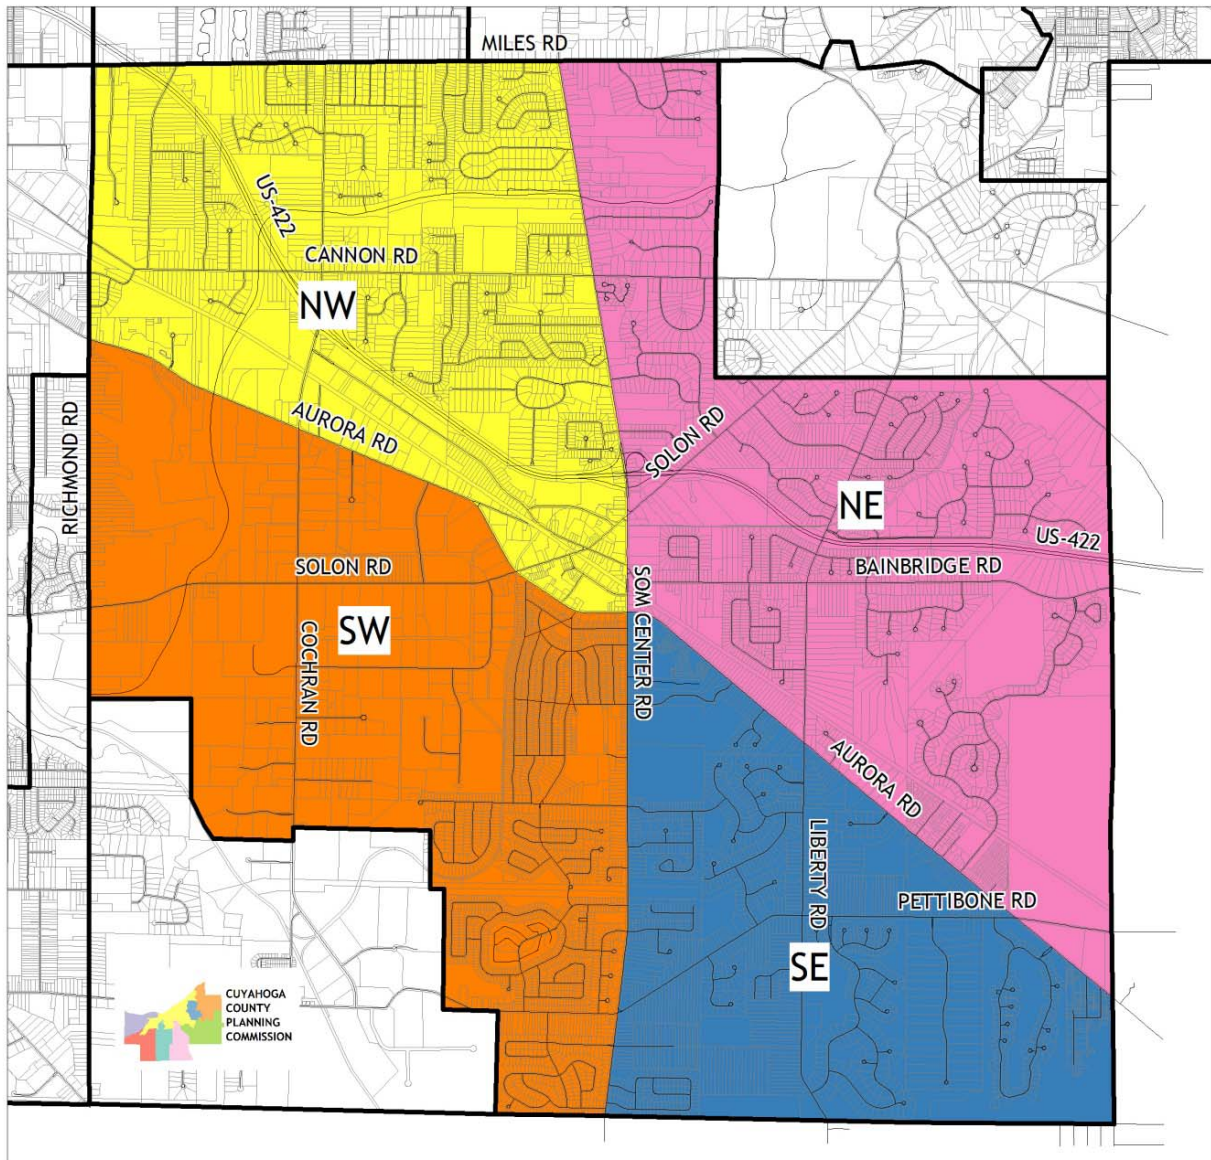 MILES RD
US-422
CANNON RD
NW
RICHMOND RD
AURORA RD
SOLON RD
NE
US-422
SOLON RD
BAINBRIDGE RD
SW
SOM CENTER RD
COCHRAN RD
AURORA RD
LIBERTY RD
PETTIBONE RD
SE
CUYAHOGA
COUNTY
PLANNING
COMMISSION